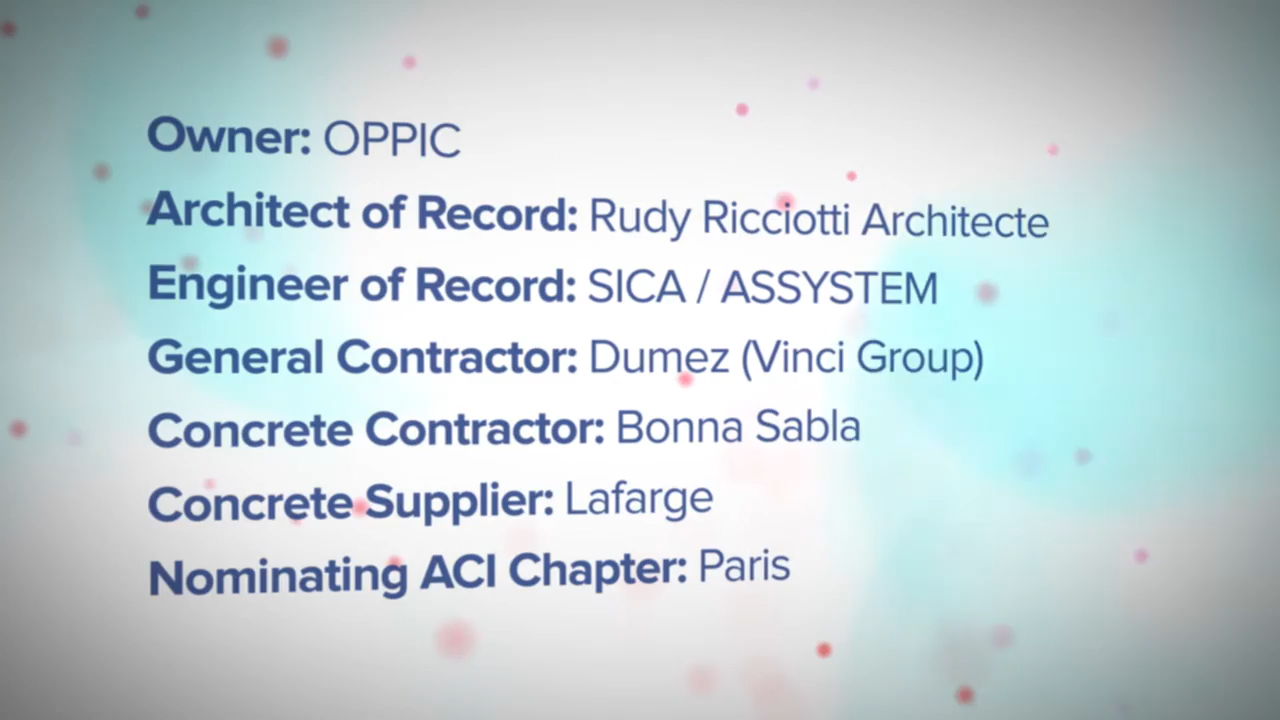 Owner: OPPIC
Architect of Record: Rudy Ricciotti Architecte
Engineer of Record: SICA / ASSYSTEM
General Contractor: Dumez (Vinci Group)
Concrete Contractor: Bonna Sabla
Concrete Supplier: Lafarge
Nominating ACI Chapter: Paris